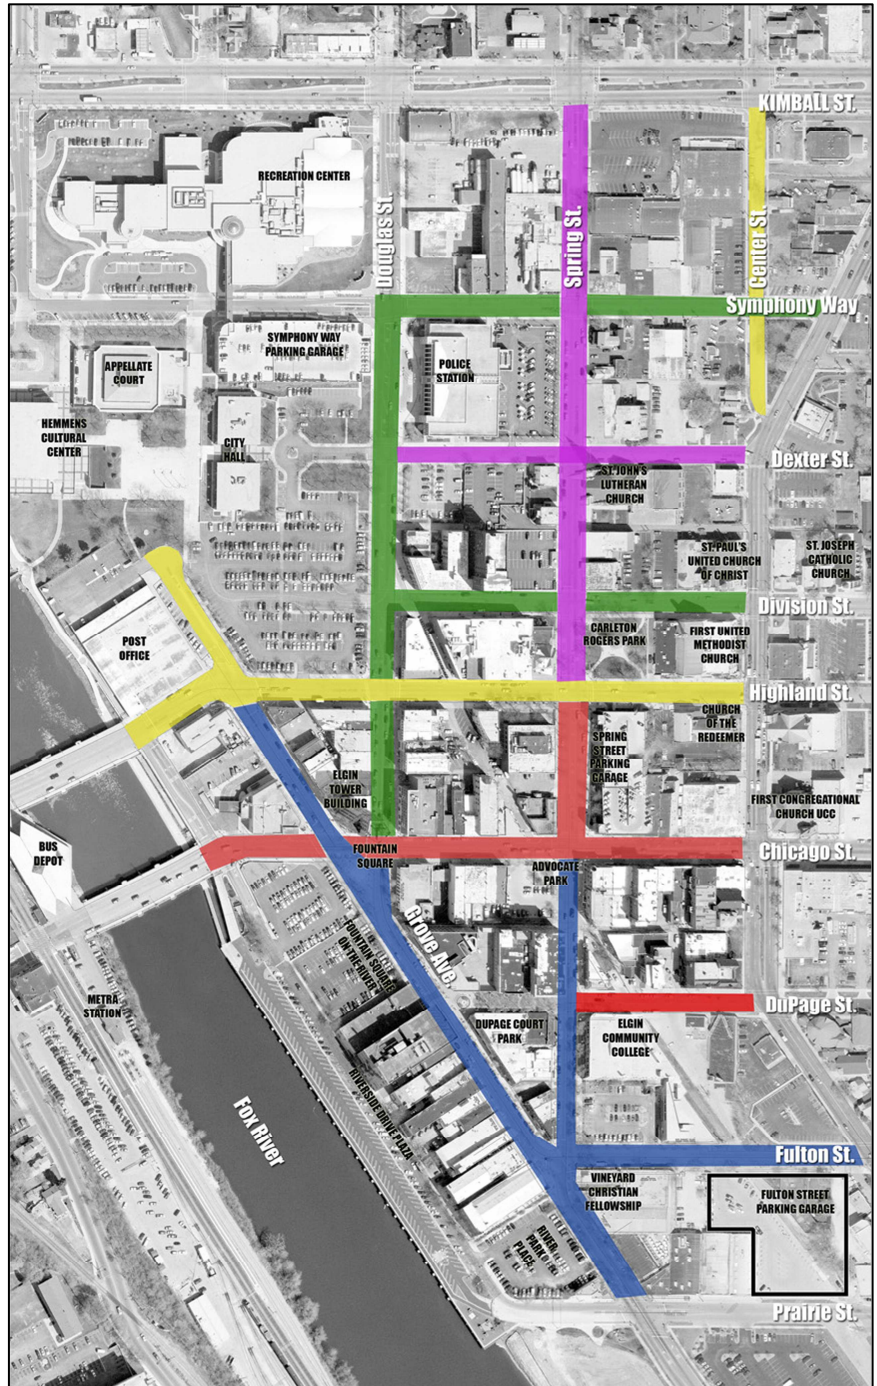 KIMBALL ST.
RECREATION CENTER
Douglas St.
Spring St.
Center St.
Symphony Way
SYMPHONY WAY
PARKING GARAGE
APPELLATE
COURT
POLICE
STATION
HEMMENS
CULTURAL
CENTER
CITY
HALL
Dexter St.
ST. JOHN'S
LUTHERAN
CHURCH
ST. PAUL'S
UNITED CHURCH
OF CHRIST
ST. JOSEPH
CATHOLIC
CHURCH
Division St.
POST
OFFICE
CARLETON
ROGERS PARK
FIRST UNITED
METHODIST
CHURCH
Highland St.
CHURCH
OF THE
REDEEMER
SPRING
STREET
PARKING
GARAGE
ELGIN
TOWER
BUILDING
FIRST CONGREGATIONAL
CHURCH UCC
BUS
DEPOT
FOUNTAIN
SQUARE
Chicago St.
ADVOCATE
PARK
Grove Ave.
FOUNTAIN SQUARE
ON THE RIVER
METRA
STATION
DuPage St.
DUPAGE COURT
PARK
ELGIN
COMMUNITY
COLLEGE
RIVERSIDE DRIVE PLAZA
Fox River
Fulton St.
VINEYARD
CHRISTIAN
FELLOWSHIP
FULTON STREET
PARKING GARAGE
RIVER
PARK
PLACE
Prairie St.